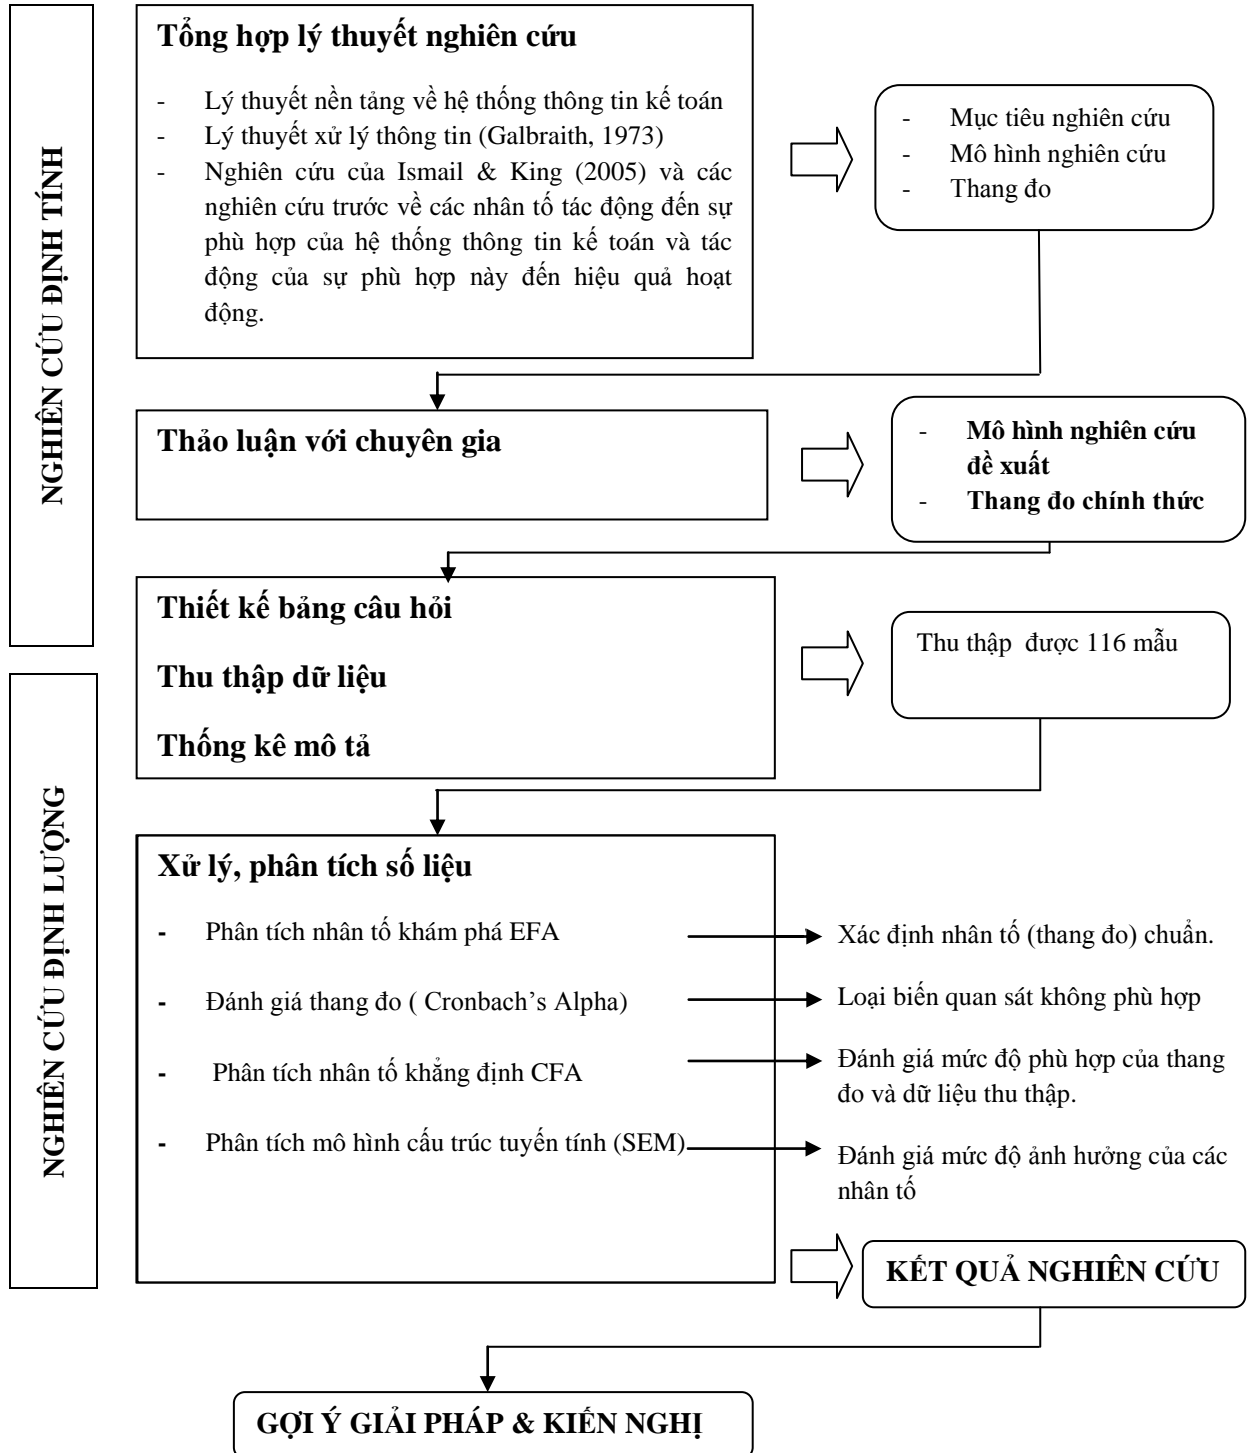 NGHIÊN CỨU ĐỊNH TÍNH
Tổng hợp lý thuyết nghiên cứu
- Lý thuyết nền tảng về hệ thống thông tin kế toán
- Lý thuyết xử lý thông tin (Galbraith, 1973)
- Nghiên cứu của Ismail & King (2005) và các
nghiên cứu trước về các nhân tố tác động đến sự
phù hợp của hệ thống thông tin kế toán và tác
động của sự phù hợp này đến hiệu quả hoạt
động.
- Mục tiêu nghiên cứu
- Mô hình nghiên cứu
- Thang đo
Thảo luận với chuyên gia
- Mô hình nghiên cứu
đề xuất
- Thang đo chính thức
Thiết kế bảng câu hỏi
Thu thập dữ liệu
Thống kê mô tả
Thu thập được 116 mẫu
NGHIÊN CỨU ĐỊNH LƯỢNG
Xử lý, phân tích số liệu
- Phân tích nhân tố khám phá EFA
Xác định nhân tố (thang đo) chuẩn.
- Đánh giá thang đo ( Cronbach’s Alpha)
Loại biến quan sát không phù hợp
- Phân tích nhân tố khẳng định CFA
Đánh giá mức độ phù hợp của thang
đo và dữ liệu thu thập.
- Phân tích mô hình cấu trúc tuyến tính (SEM)
Đánh giá mức độ ảnh hưởng của các
nhân tố
KẾT QUẢ NGHIÊN CỨU
GỢI Ý GIẢI PHÁP & KIẾN NGHỊ